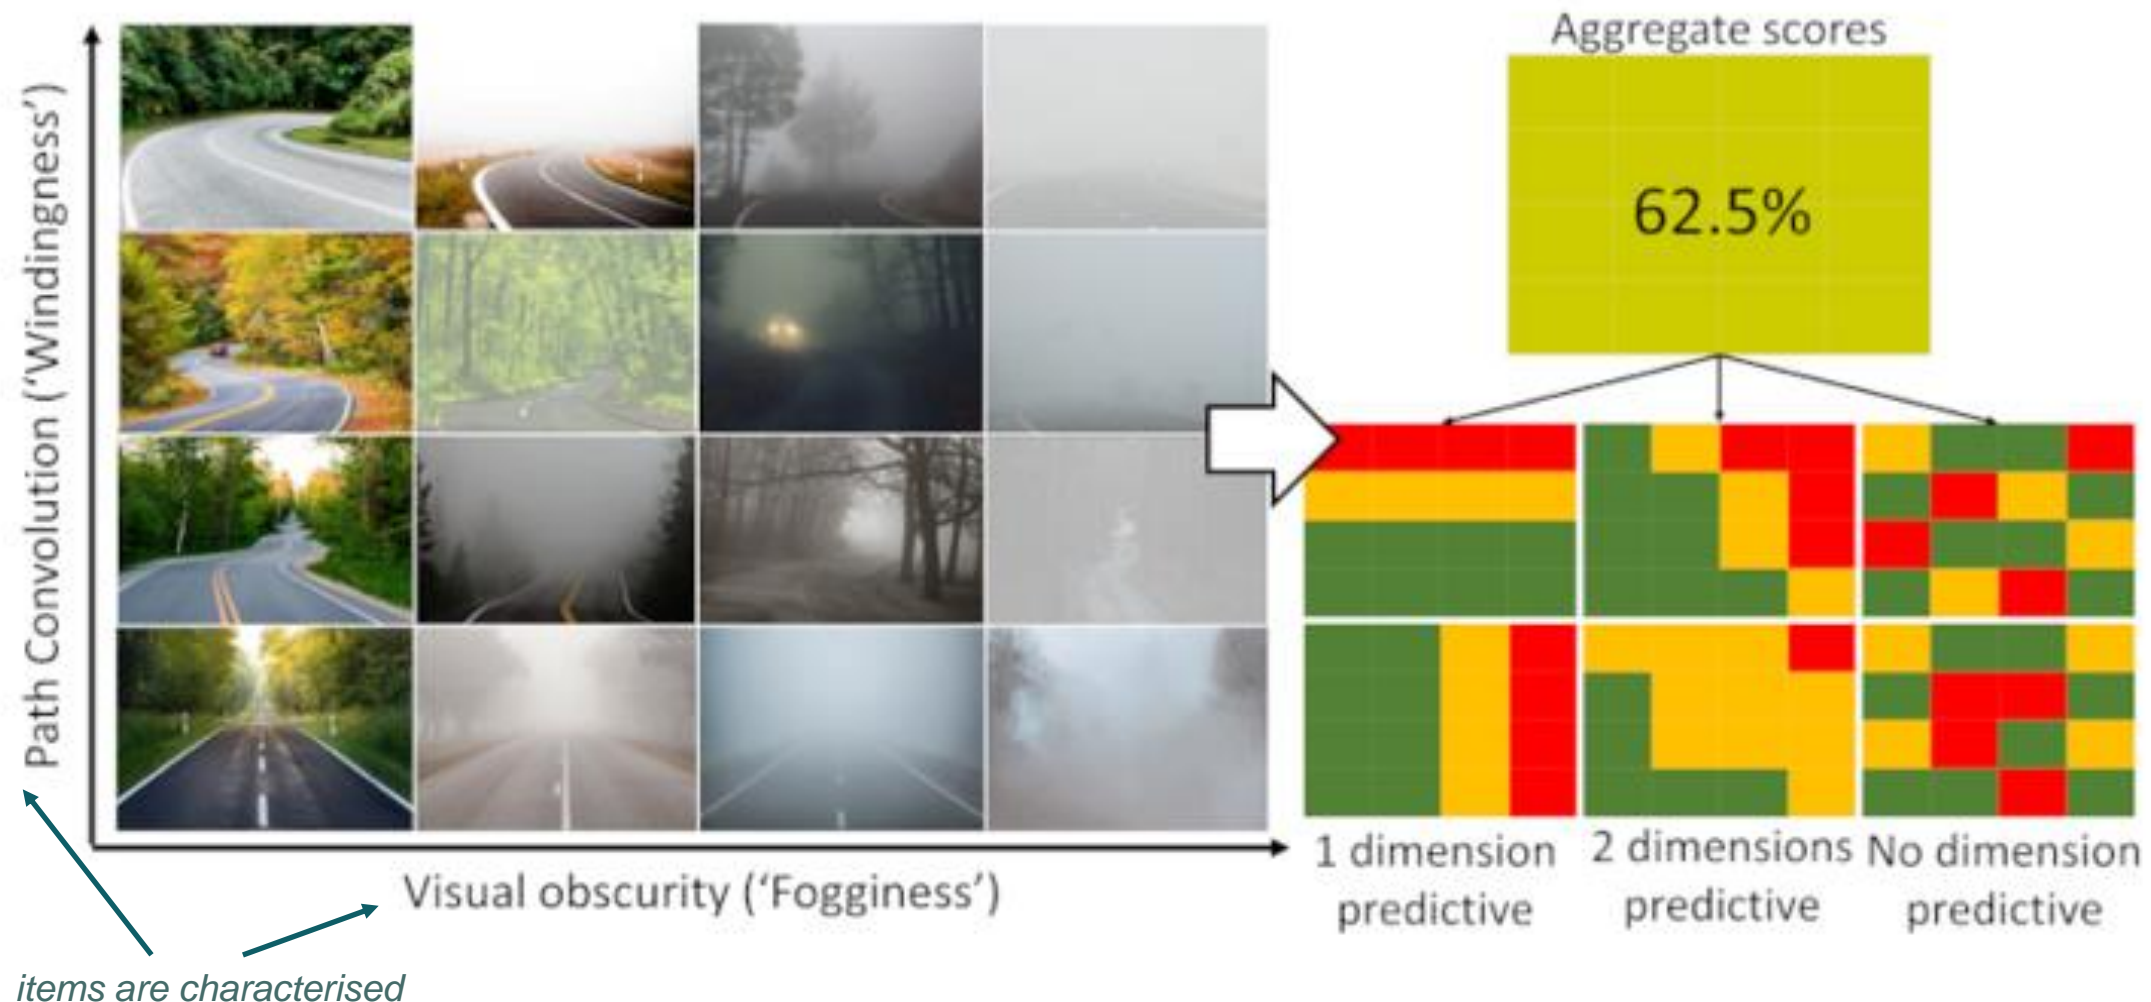 Aggregate scores
62.5%
Path Convolution (‘Windingness’)
Visual obscurity (‘Fogginess’)
1 dimension
predictive
2 dimensions
predictive
No dimension
predictive
items are characterised